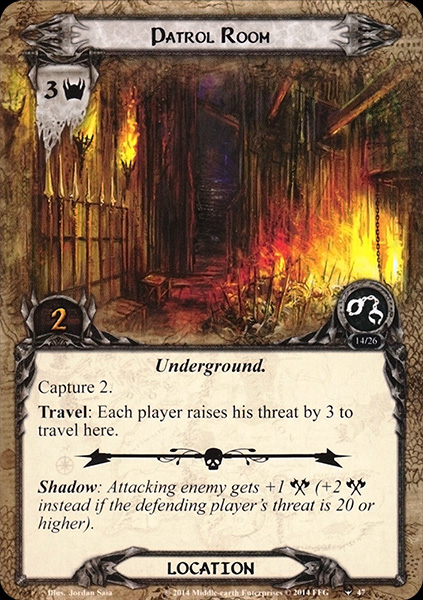 Patrol Room
3
2
14/26
Underground.
Capture 2.
Travel: Each player raises his threat by 3 to
travel here.
Shadow: Attacking enemy gets +1 (+2
instead if the defending player's threat is 20 or
higher).
LOCATION
Illus. Jordan Sasa © 2014 Middle-earth Enterprises © 2014 FFG 47